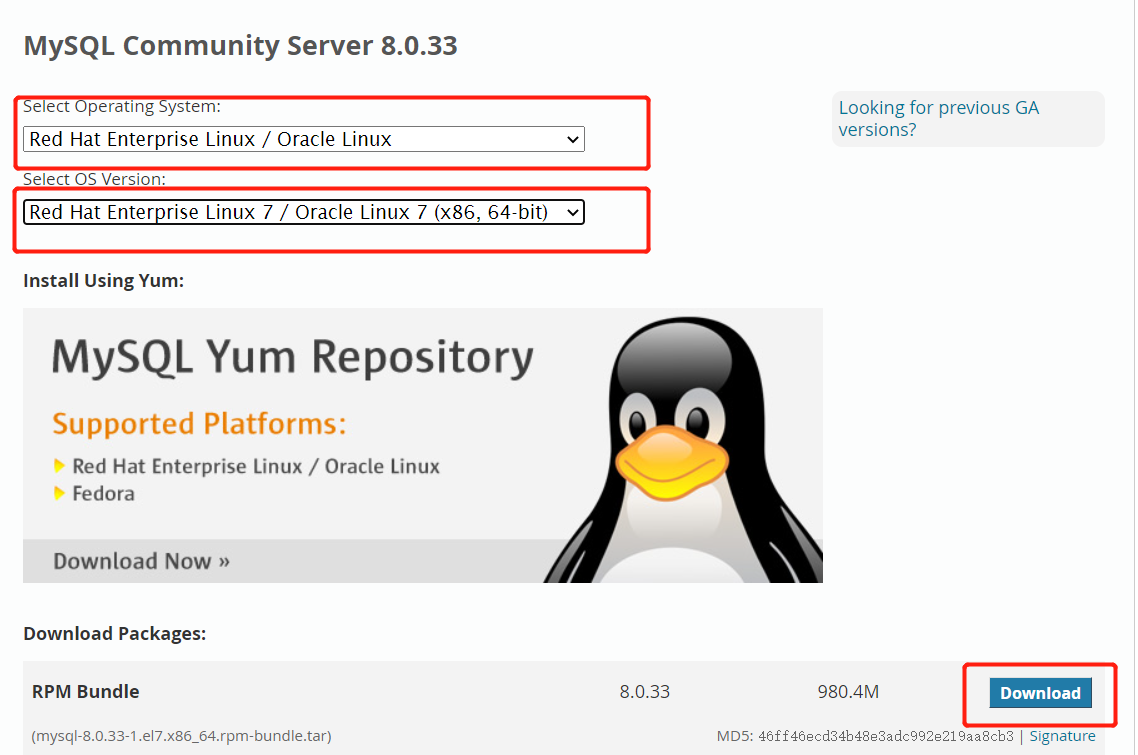 MySQL Community Server 8.0.33
Select Operating System:
Looking for previous GA
versions?
Red Hat Enterprise Linux / Oracle Linux
Select OS Version:
Red Hat Enterprise Linux 7 / Oracle Linux 7 (x86, 64-bit)
Install Using Yum:
MySQL Yum Repository
Supported Platforms:
Red Hat Enterprise Linux / Oracle Linux
Fedora
Download Now »
Download Packages:
RPM Bundle 8.0.33 980.4M Download
(mysql-8.0.33-1.el7.x86_64.rpm-bundle.tar) MD5: 46ff46ecd34b48e3adc992e219aa8cb3 | Signature